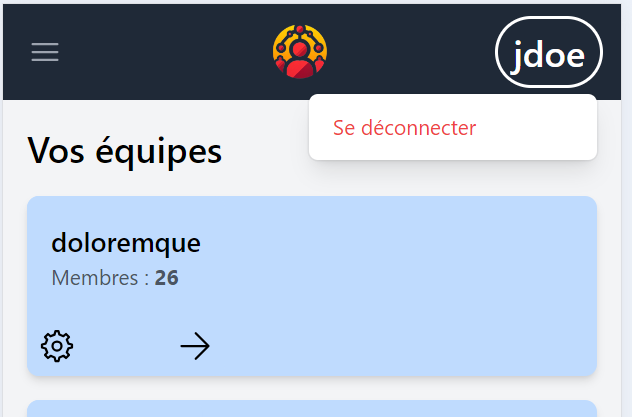 jdoe
Se déconnecter
Vos équipes
doloremque
Membres : 26